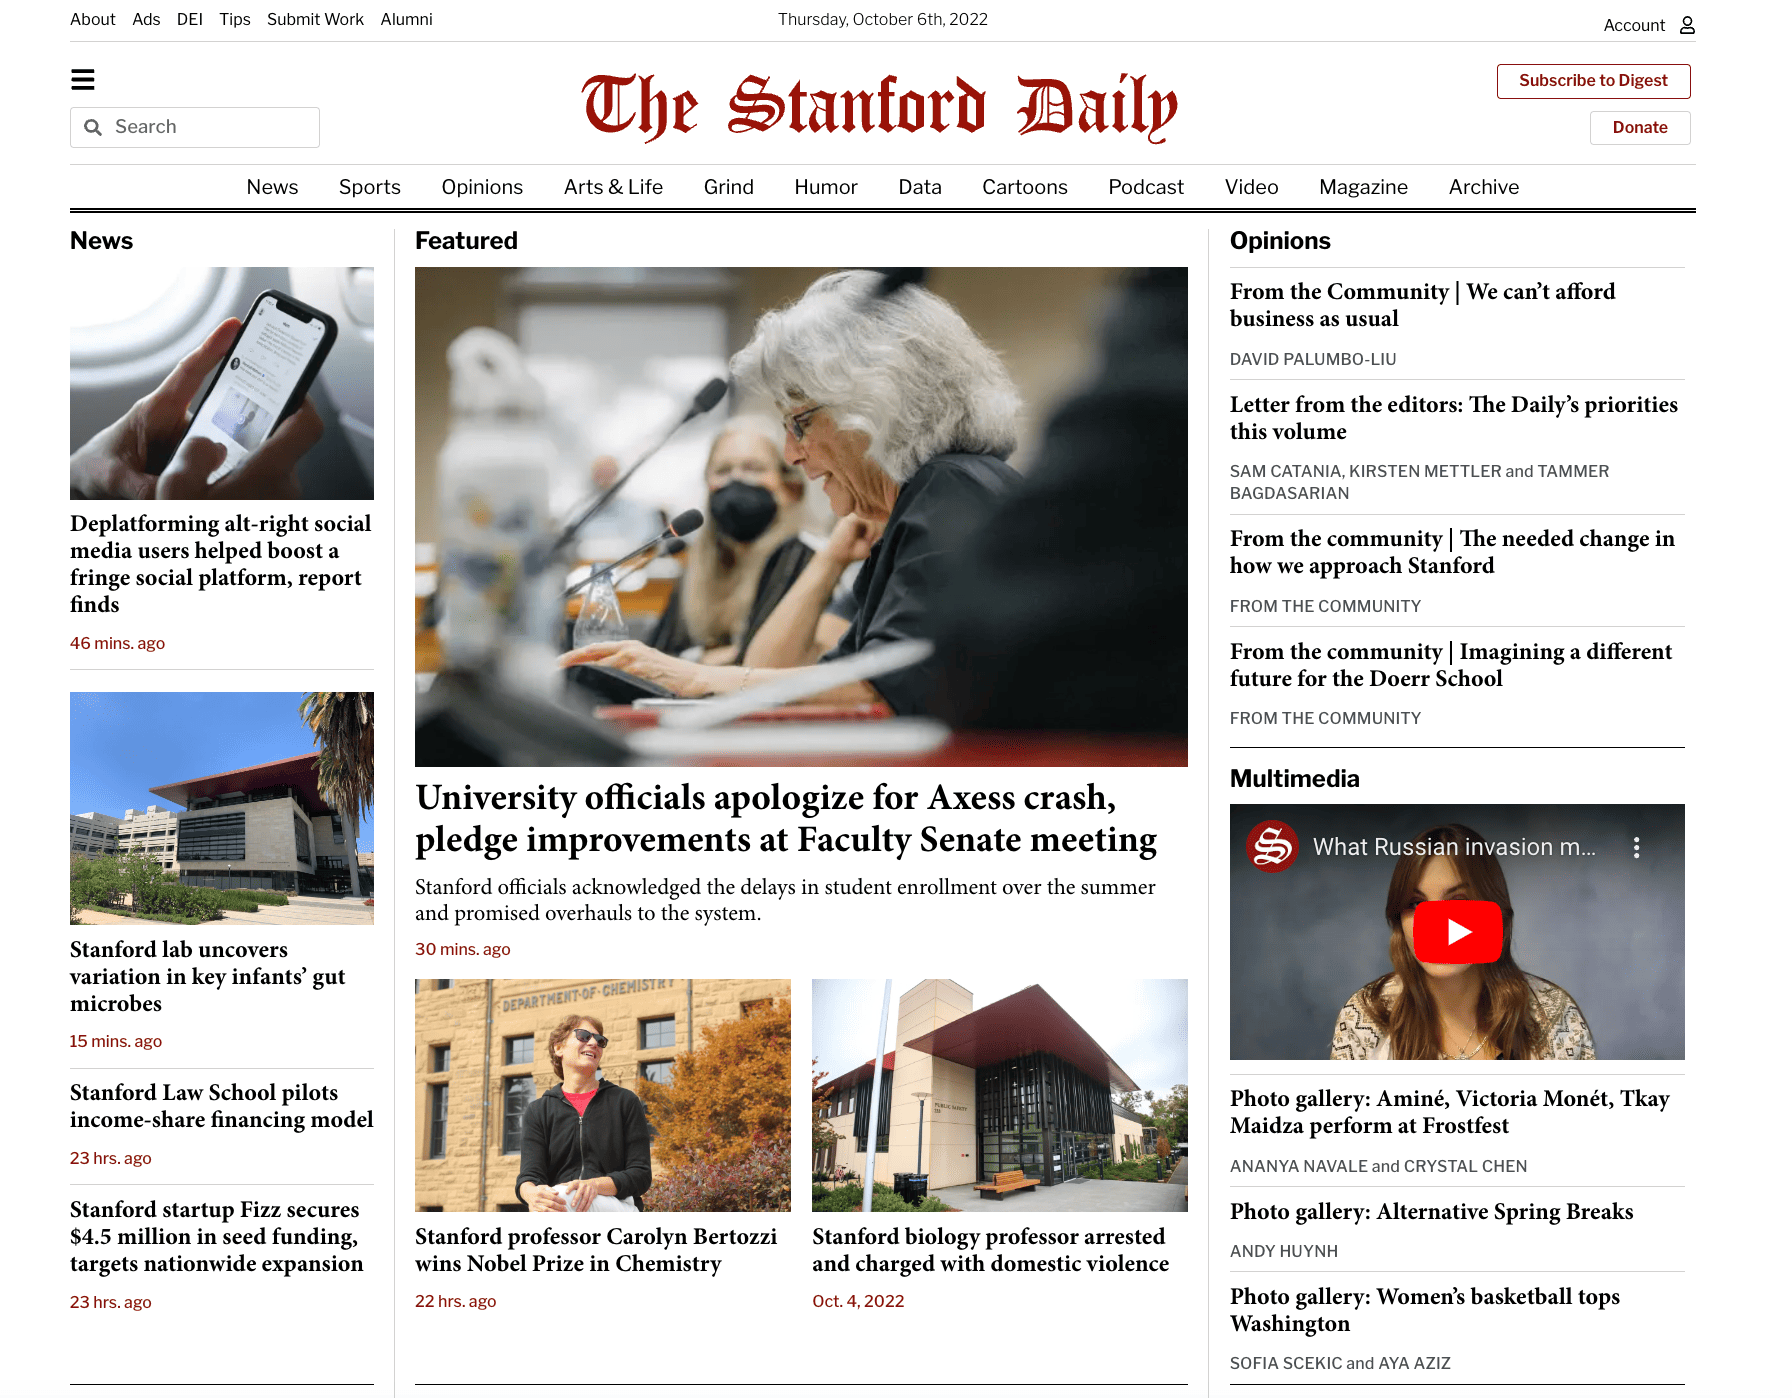 About Ads DEI Tips Submit Work Alumni
Thursday, October 6th, 2022
Account
Search
The Stanford Daily
Subscribe to Digest
Donate
News Sports Opinions Arts & Life Grind Humor Data Cartoons Podcast Video Magazine Archive
News
Deplatforming alt-right social
media users helped boost a
fringe social platform, report
finds
46 mins. ago
Stanford lab uncovers
variation in key infants’ gut
microbes
15 mins. ago
Stanford Law School pilots
income-share financing model
23 hrs. ago
Stanford startup Fizz secures
$4.5 million in seed funding,
targets nationwide expansion
23 hrs. ago
Featured
University officials apologize for Axess crash,
pledge improvements at Faculty Senate meeting
Stanford officials acknowledged the delays in student enrollment over the summer
and promised overhauls to the system.
30 mins. ago
DEPARTMENT·OF·CHEMISTRY
Stanford professor Carolyn Bertozzi
wins Nobel Prize in Chemistry
22 hrs. ago
PUBLIC SAFETY
Stanford biology professor arrested
and charged with domestic violence
Oct. 4, 2022
Opinions
From the Community | We can’t afford
business as usual
DAVID PALUMBO-LIU
Letter from the editors: The Daily’s priorities
this volume
SAM CATANIA, KIRSTEN METTLER and TAMMER
BAGDASARIAN
From the community | The needed change in
how we approach Stanford
FROM THE COMMUNITY
From the community | Imagining a different
future for the Doerr School
FROM THE COMMUNITY
Multimedia
S What Russian invasion m...
Photo gallery: Aminé, Victoria Monét, Tkay
Maidza perform at Frostfest
ANANYA NAVALE and CRYSTAL CHEN
Photo gallery: Alternative Spring Breaks
ANDY HUYNH
Photo gallery: Women’s basketball tops
Washington
SOFIA SCEKIC and AYA AZIZ